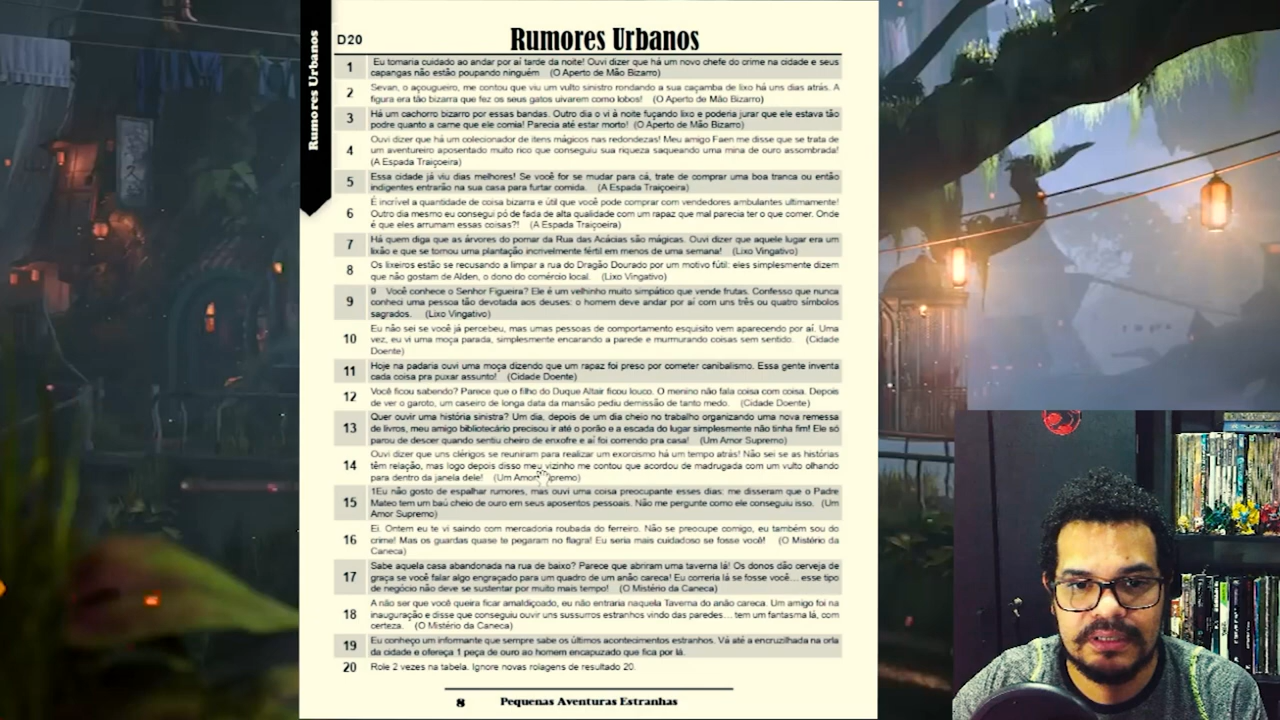 Rumores Urbanos
D20
Rumores Urbanos
1
Eu tomaria cuidado ao andar por aí tarde da noite! Ouvi dizer que há um novo chefe do crime na cidade e seus
capangas não estão poupando ninguém (O Aperto de Mão Bizarro)
2
Sevan, o açougueiro, me contou que viu um vulto sinistro rondando a sua caçamba de lixo há uns dias atrás. A
figura era tão bizarra que fez os seus gatos uivarem como lobos! (O Aperto de Mão Bizarro)
3
Há um cachorro bizarro por essas bandas. Outro dia o vi à noite fuçando lixo e poderia jurar que ele estava tão
podre quanto a carne que ele comia! Parecia até estar morto! (O Aperto de Mão Bizarro)
4
Ouvi dizer que há um colecionador de itens mágicos nas redondezas! Meu amigo Faen me disse que se trata de
um aventureiro aposentado muito rico que conseguiu sua riqueza saqueando uma mina de ouro assombrada!
(A Espada Traiçoeira)
5
Essa cidade já viu dias melhores! Se você for se mudar para cá, trate de comprar uma boa tranca ou então
indigentes entrarão na sua casa para furtar comida. (A Espada Traiçoeira)
6
É incrível a quantidade de coisa bizarra e útil que você pode comprar com vendedores ambulantes ultimamente!
Outro dia mesmo eu consegui pó de fada de alta qualidade com um rapaz que mal parecia ter o que comer. Onde
é que eles arrumam essas coisas?! (A Espada Traiçoeira)
7
Há quem diga que as árvores do pomar da Rua das Acácias são mágicas. Ouvi dizer que aquele lugar era um
lixão e que se tornou uma plantação incrivelmente fértil em menos de uma semana! (Lixo Vingativo)
8
Os lixeiros estão se recusando a limpar a rua do Dragão Dourado por um motivo fútil: eles simplesmente dizem
que não gostam de Alden, o dono do comércio local. (Lixo Vingativo)
9
9 Você conhece o Senhor Figueira? Ele é um velhinho muito simpático que vende frutas. Confesso que nunca
conheci uma pessoa tão devotada aos deuses: o homem deve andar por aí com uns três ou quatro símbolos
sagrados. (Lixo Vingativo)
10
Eu não sei se você já percebeu, mas umas pessoas de comportamento esquisito vem aparecendo por aí. Uma
vez, eu vi uma moça parada, simplesmente encarando a parede e murmurando coisas sem sentido. (Cidade
Doente)
11
Hoje na padaria ouvi uma moça dizendo que um rapaz foi preso por cometer canibalismo. Essa gente inventa
cada coisa pra puxar assunto! (Cidade Doente)
12
Você ficou sabendo? Parece que o filho do Duque Altair ficou louco. O menino não fala coisa com coisa. Depois
de ver o garoto, um caseiro de longa data da mansão pediu demissão de tanto medo. (Cidade Doente)
13
Quer ouvir uma história sinistra? Um dia, depois de um dia cheio no trabalho organizando uma nova remessa
de livros, meu amigo bibliotecário precisou ir até o porão e a escada do lugar simplesmente não tinha fim! Ele só
parou de descer quando sentiu cheiro de enxofre e aí foi correndo pra casa! (Um Amor Supremo)
14
Ouvi dizer que uns clérigos se reuniram para realizar um exorcismo há um tempo atrás! Não sei se as histórias
têm relação, mas logo depois disso meu vizinho me contou que acordou de madrugada com um vulto olhando
para dentro da janela dele! (Um Amor Supremo)
15
1Eu não gosto de espalhar rumores, mas ouvi uma coisa preocupante esses dias: me disseram que o Padre
Mateo tem um baú cheio de ouro em seus aposentos pessoais. Não me pergunte como ele conseguiu isso. (Um
Amor Supremo)
16
Ei. Ontem eu te vi saindo com mercadoria roubada do ferreiro. Não se preocupe comigo, eu também sou do
crime! Mas os guardas quase te pegaram no flagra! Eu seria mais cuidadoso se fosse você! (O Mistério da
Caneca)
17
Sabe aquela casa abandonada na rua de baixo? Parece que abriram uma taverna lá! Os donos dão cerveja de
graça se você falar algo engraçado para um quadro de um anão careca! Eu correria lá se fosse você... esse tipo
de negócio não deve se sustentar por muito mais tempo! (O Mistério da Caneca)
18
A não ser que você queira ficar amaldiçoado, eu não entraria naquela Taverna do anão careca. Um amigo foi na
inauguração e disse que conseguiu ouvir uns sussurros estranhos vindo das paredes... tem um fantasma lá, com
certeza. (O Mistério da Caneca)
19
Eu conheço um informante que sempre sabe os últimos acontecimentos estranhos. Vá até a encruzilhada na orla
da cidade e ofereça 1 peça de ouro ao homem encapuzado que fica por lá.
20
Role 2 vezes na tabela. Ignore novas rolagens de resultado 20.
8
Pequenas Aventuras Estranhas